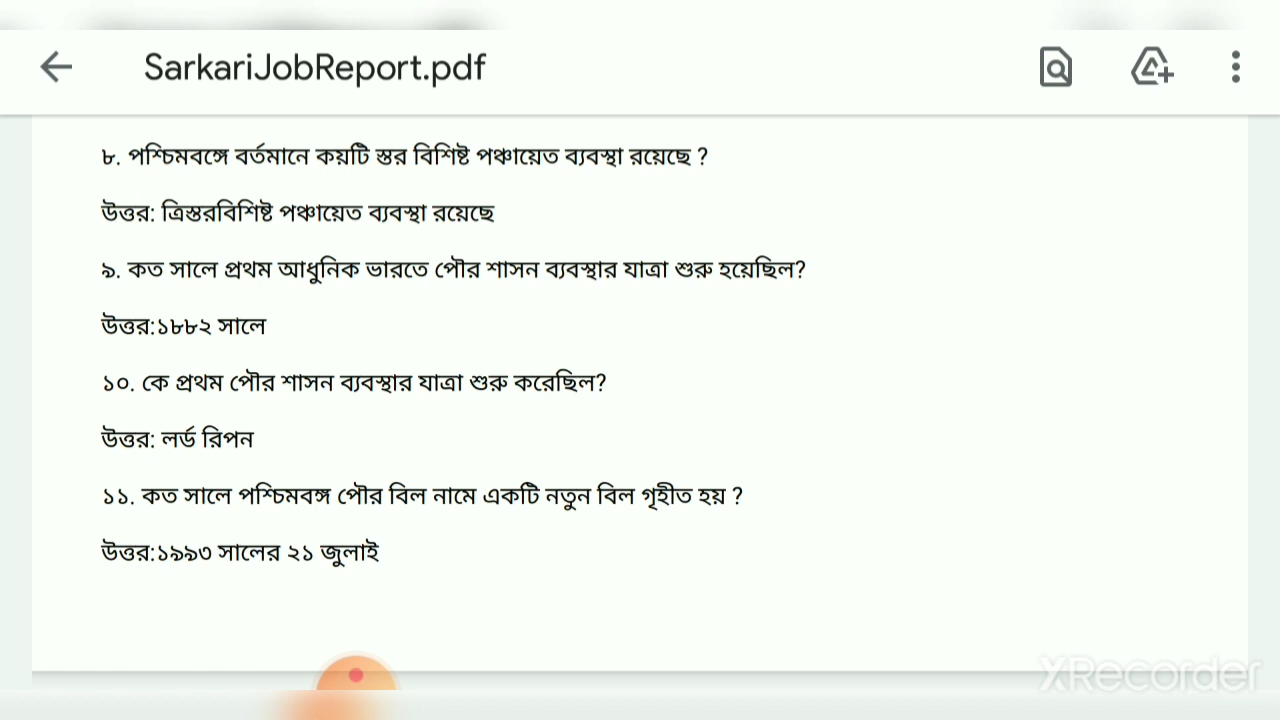 SarkariJobReport.pdf
৮. পশ্চিমবঙ্গে বর্তমানে কয়টি স্তর বিশিষ্ট পঞ্চায়েত ব্যবস্থা রয়েছে ?
উত্তর: ত্রিস্তরবিশিষ্ট পঞ্চায়েত ব্যবস্থা রয়েছে
৯. কত সালে প্রথম আধুনিক ভারতে পৌর শাসন ব্যবস্থার যাত্রা শুরু হয়েছিল?
উত্তর:১৮৮২ সালে
১০. কে প্রথম পৌর শাসন ব্যবস্থার যাত্রা শুরু করেছিল?
উত্তর: লর্ড রিপন
১১. কত সালে পশ্চিমবঙ্গ পৌর বিল নামে একটি নতুন বিল গৃহীত হয় ?
উত্তর:১৯৯৩ সালের ২১ জুলাই
XRecorder